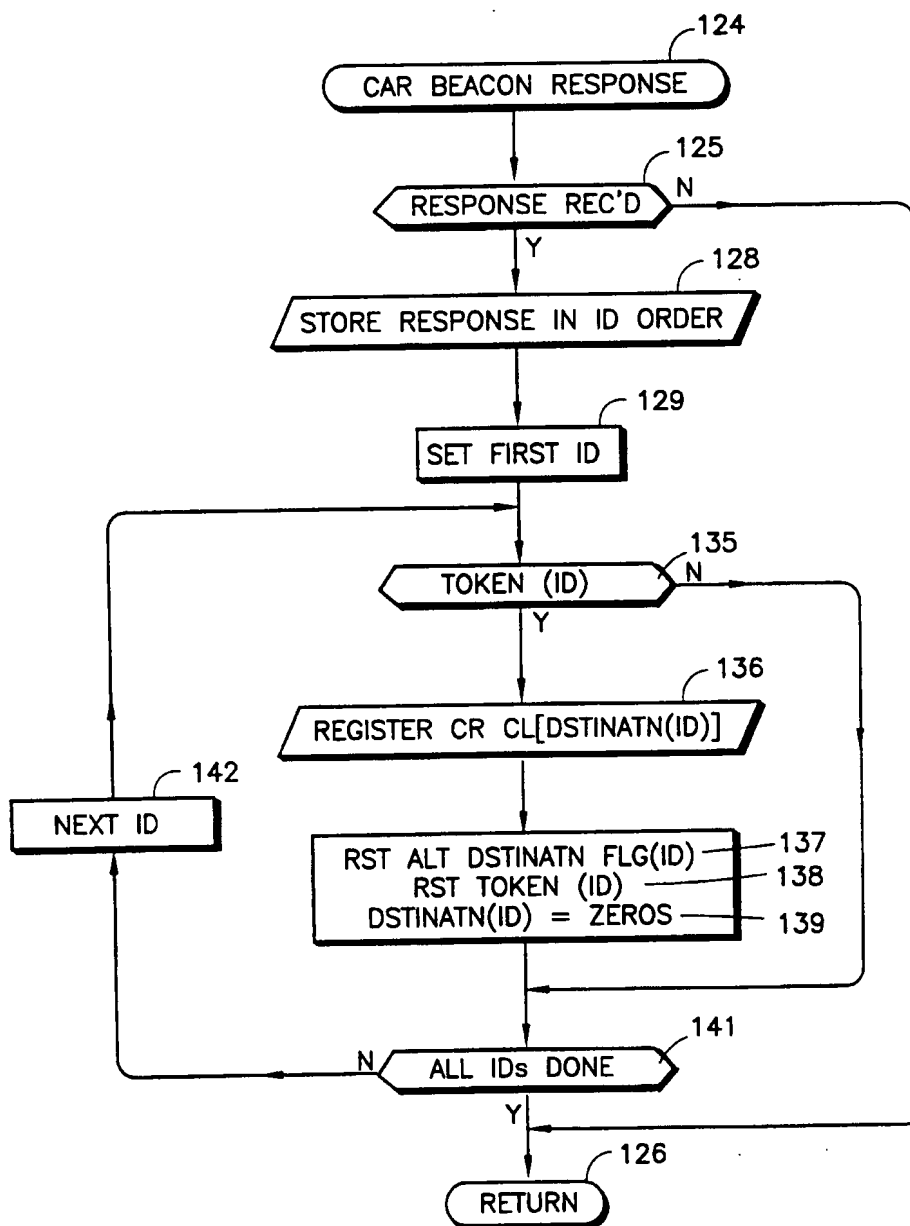 124
CAR BEACON RESPONSE
125
RESPONSE REC'D
N
Y
128
STORE RESPONSE IN ID ORDER
129
SET FIRST ID
135
TOKEN (ID)
N
Y
136
REGISTER CR CL[DSTINATN(ID)]
142
NEXT ID
RST ALT DSTINATN FLG(ID) 137
RST TOKEN (ID) 138
DSTINATN(ID) = ZEROS 139
141
N
ALL IDs DONE
Y
126
RETURN